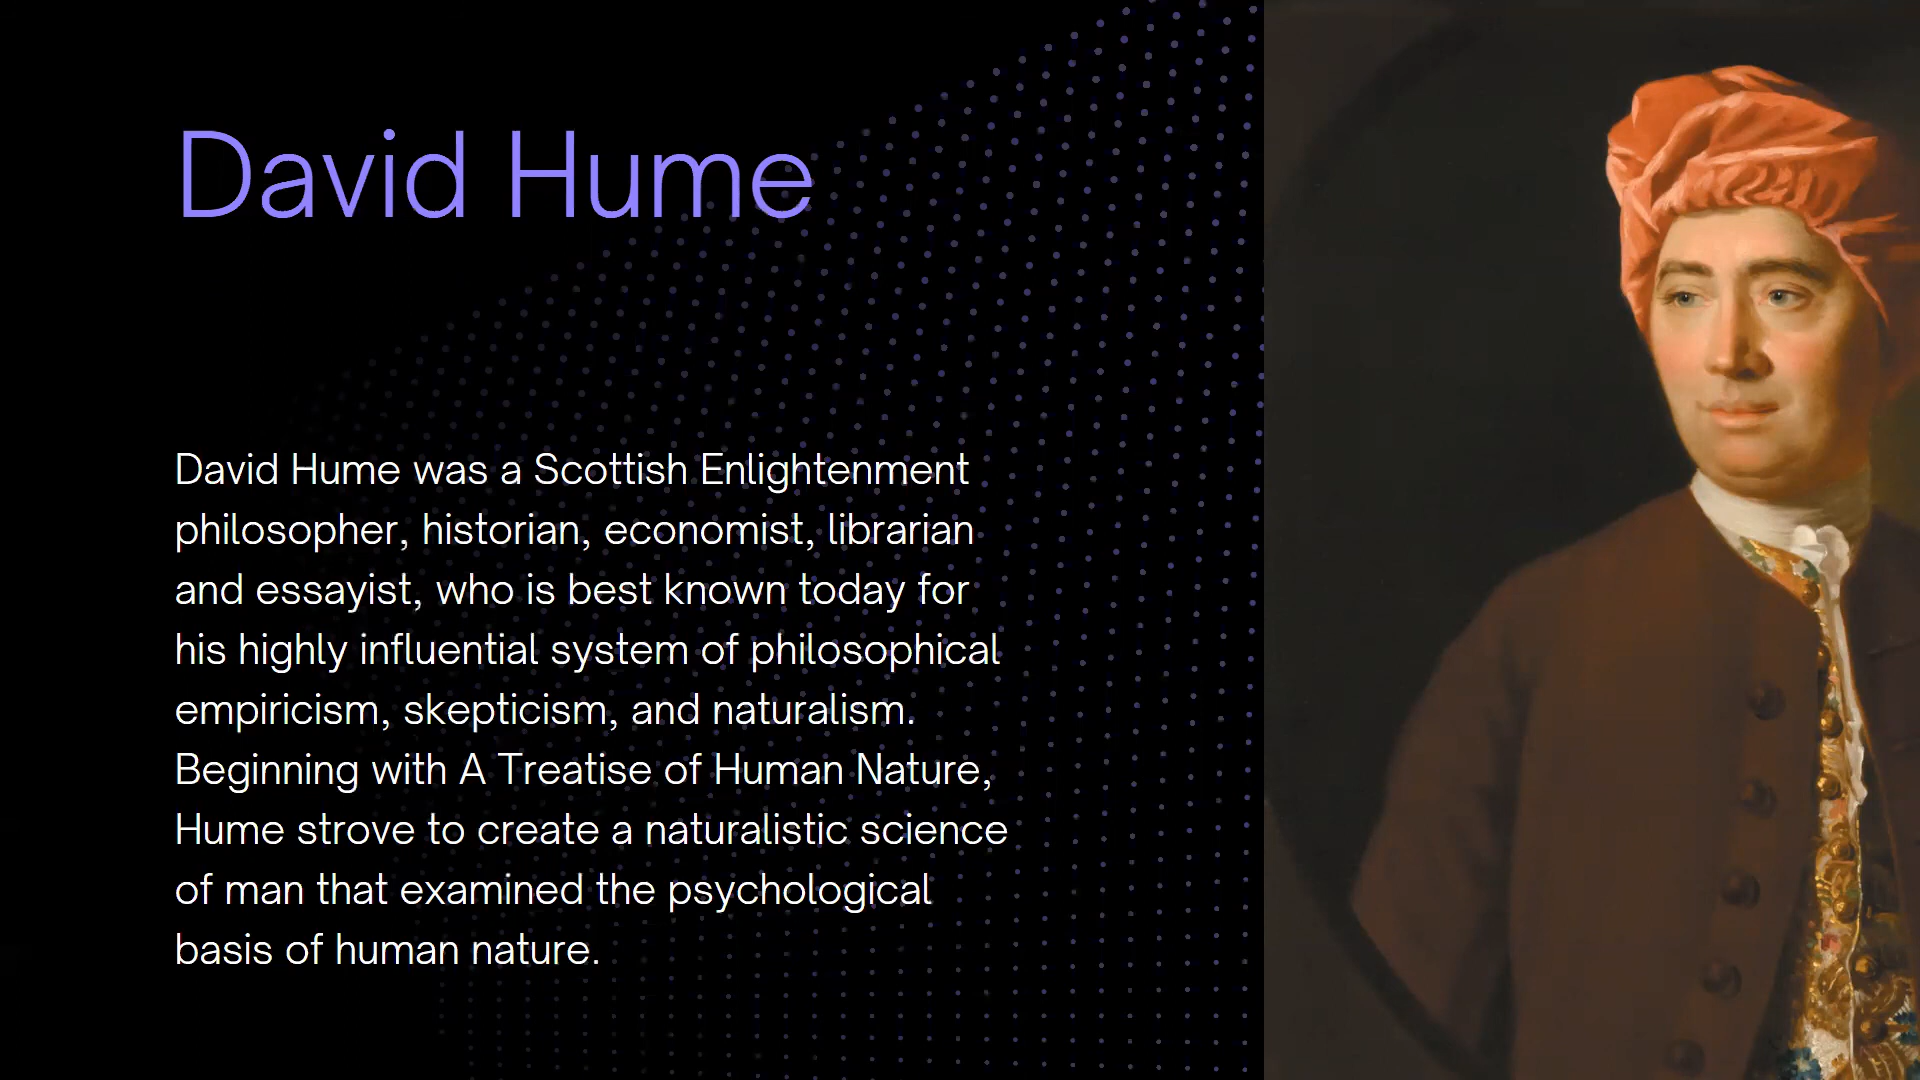 David Hume
David Hume was a Scottish Enlightenment
philosopher, historian, economist, librarian
and essayist, who is best known today for
his highly influential system of philosophical
empiricism, skepticism, and naturalism.
Beginning with A Treatise of Human Nature,
Hume strove to create a naturalistic science
of man that examined the psychological
basis of human nature.